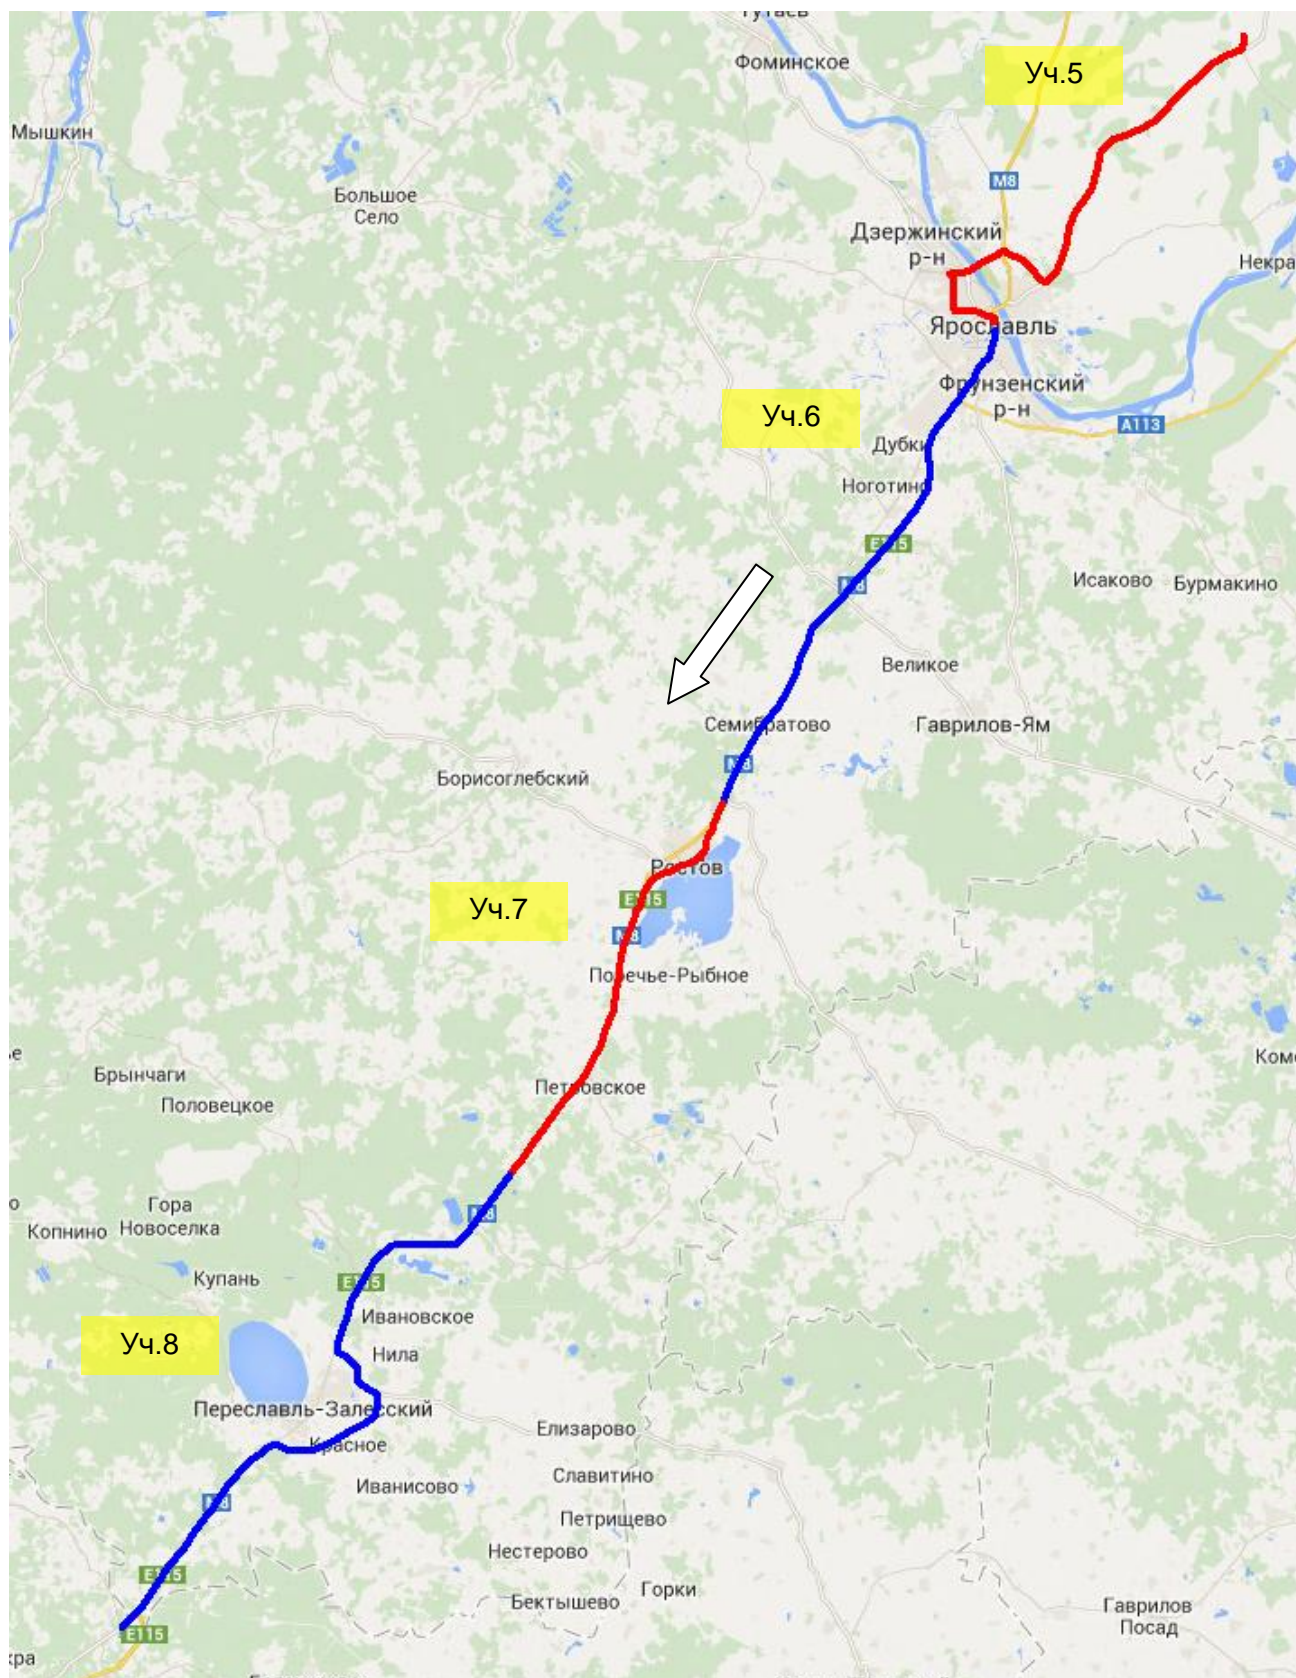 Тутаев
Фоминское
Уч.5
Мышкин
M8
Большое
Село
Дзержинский
р-н
Некра
Ярославль
Фрунзенский
р-н
Уч.6
A113
Дубки
Ноготино
E115
M8
Исаково
Бурмакино
Великое
Семибратово
Гаврилов-Ям
M8
Борисоглебский
Ростов
E115
Уч.7
M8
Поречье-Рыбное
ье
Ком
Брынчаги
Петровское
Половецкое
о
Гора
Новоселка
M8
Копнино
Купань
E115
Ивановское
Уч.8
Нила
Переславль-Залесский
Елизарово
Красное
Славитино
Иванисово
M8
Петрищево
Нестерово
E115
Горки
Бектышево
Гаврилов
Посад
E115
кра